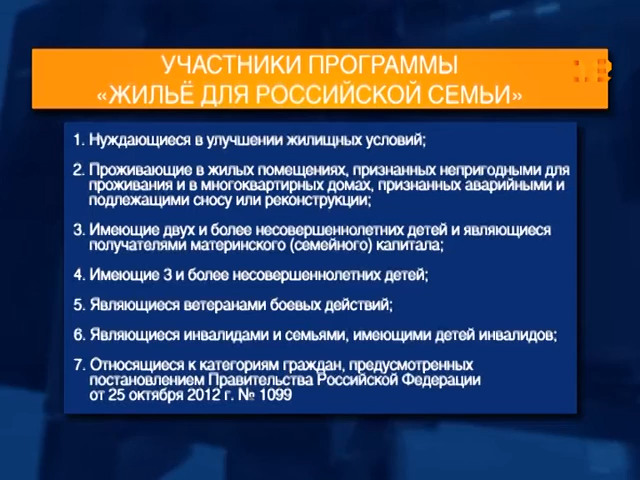 УЧАСТНИКИ ПРОГРАММЫ
«ЖИЛЬЁ ДЛЯ РОССИЙСКОЙ СЕМЬИ»
1. Нуждающиеся в улучшении жилищных условий;
2. Проживающие в жилых помещениях, признанных непригодными для
проживания и в многоквартирных домах, признанных аварийными и
подлежащими сносу или реконструкции;
3. Имеющие двух и более несовершеннолетних детей и являющиеся
получателями материнского (семейного) капитала;
4. Имеющие 3 и более несовершеннолетних детей;
5. Являющиеся ветеранами боевых действий;
6. Являющиеся инвалидами и семьями, имеющими детей инвалидов;
7. Относящиеся к категориям граждан, предусмотренных
постановлением Правительства Российской Федерации
от 25 октября 2012 г. № 1099